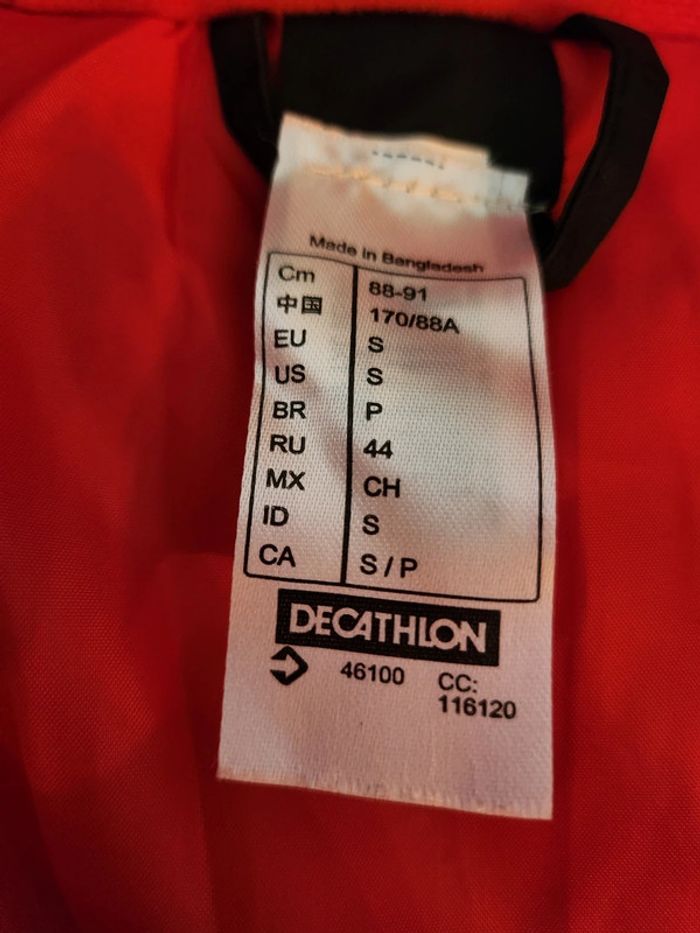 Made in Bangladesh
Cm 88-91
中国 170/88A
EU S
US S
BR P
RU 44
MX CH
ID S
CA S / P
DECATHLON
46100 CC:
116120